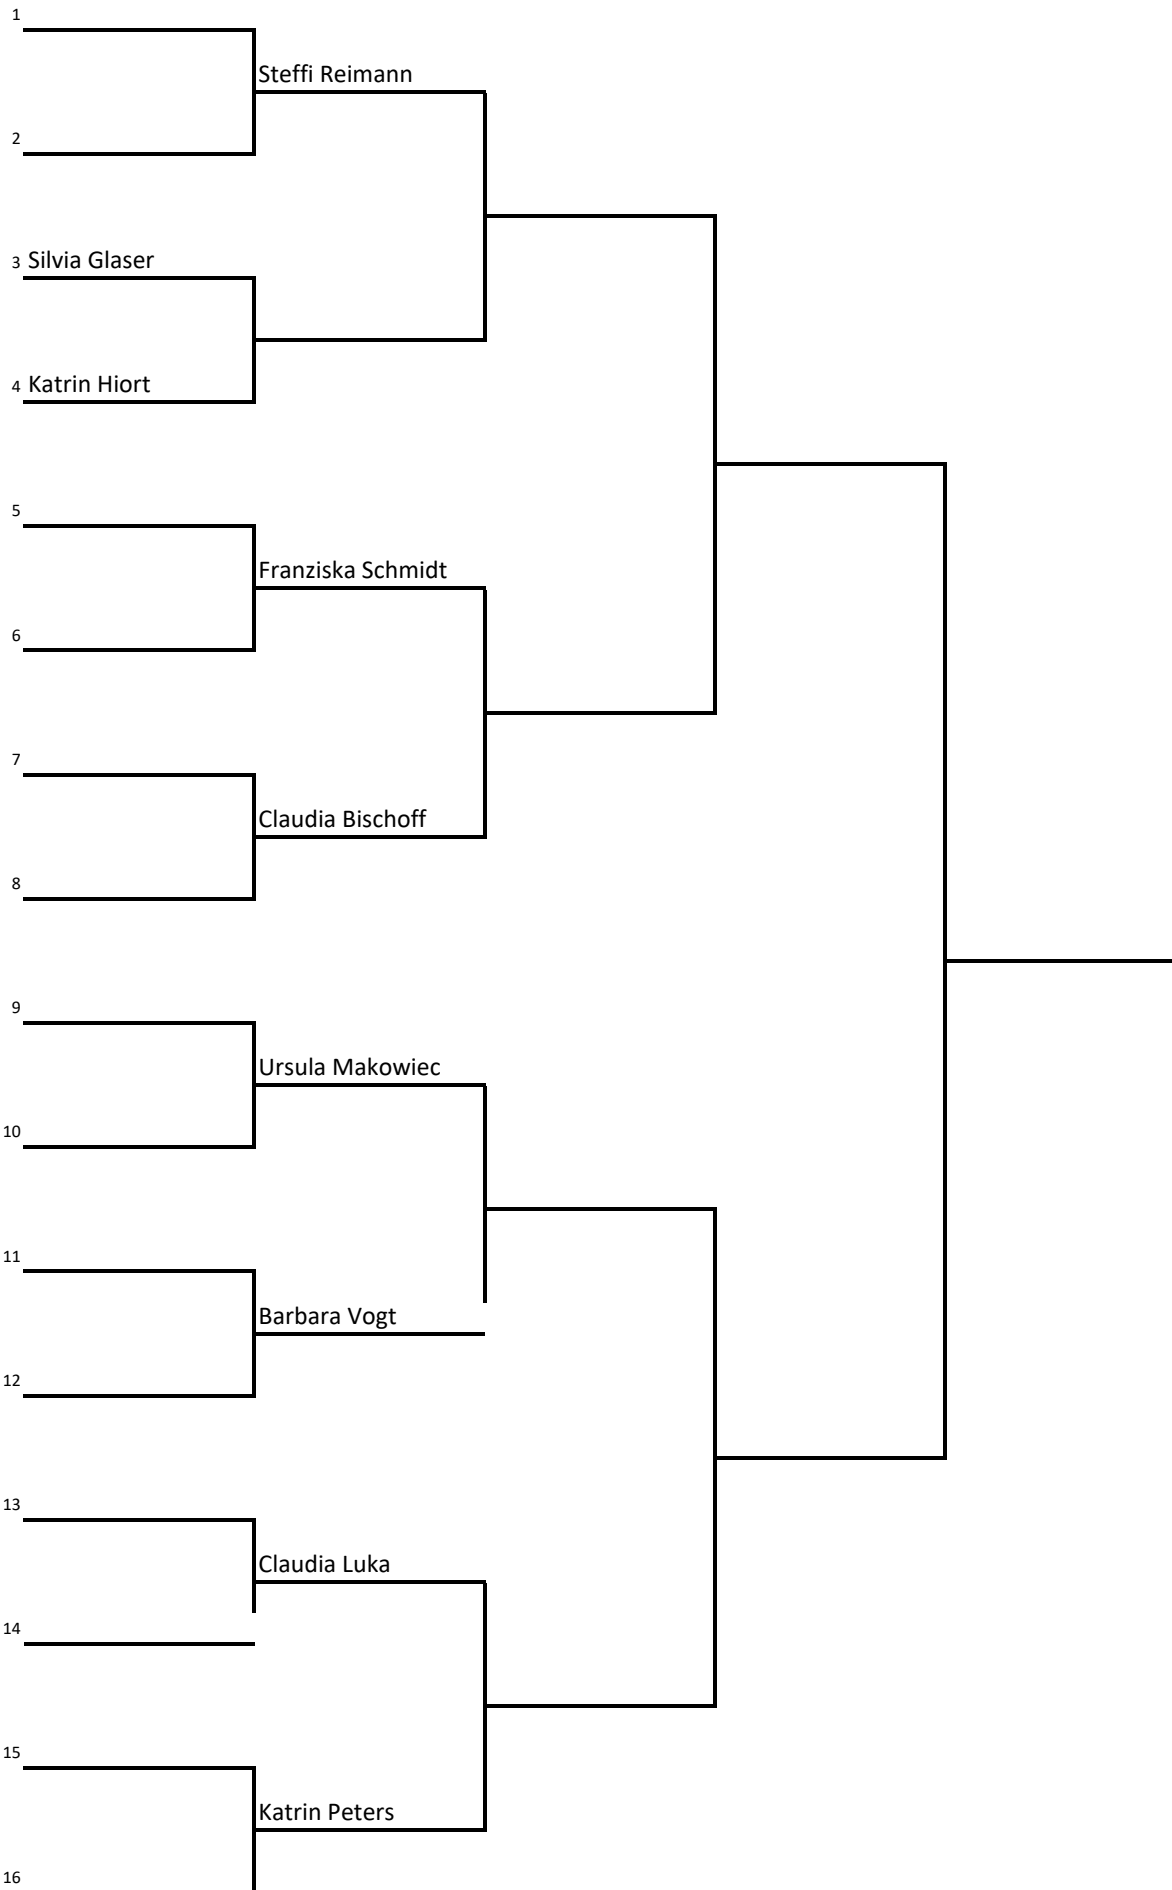 1
Steffi Reimann
2
3 Silvia Glaser
4 Katrin Hiort
5
Franziska Schmidt
6
7
Claudia Bischoff
8
9
Ursula Makowiec
10
11
Barbara Vogt
12
13
Claudia Luka
14
15
Katrin Peters
16